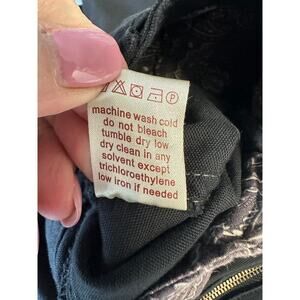 P
machine wash cold
do not bleach
tumble dry low
dry clean in any
solvent except
trichloroethylene
low iron if needed